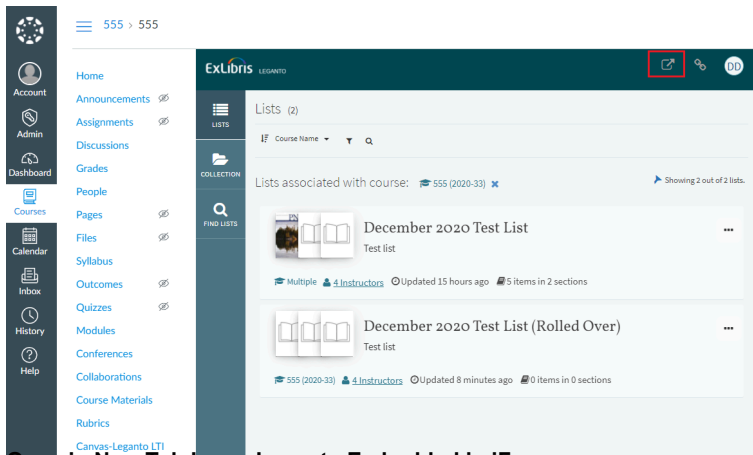 555 > 555
Account
Admin
Dashboard
Courses
Calendar
Inbox
History
Help
Home
Announcements
Assignments
Discussions
Grades
People
Pages
Files
Syllabus
Outcomes
Quizzes
Modules
Conferences
Collaborations
Course Materials
Rubrics
Canvas-Leganto LTI
ExLibris LEGANTO
DD
LISTS
COLLECTION
FIND LISTS
Lists (2)
Course Name
Lists associated with course: 555 (2020-33)
Showing 2 out of 2 lists.
December 2020 Test List
Test list
Multiple 4 Instructors Updated 15 hours ago 5 items in 2 sections
December 2020 Test List (Rolled Over)
Test list
555 (2020-33) 4 Instructors Updated 8 minutes ago 0 items in 0 sections